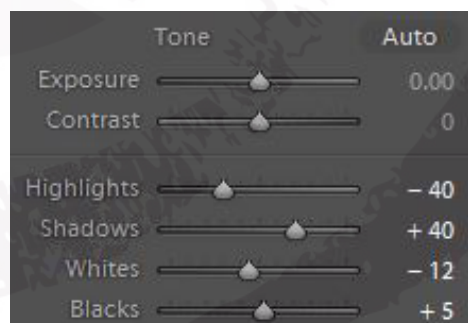 Tone Auto
Exposure 0.00
Contrast 0
Highlights – 40
Shadows + 40
Whites – 12
Blacks + 5